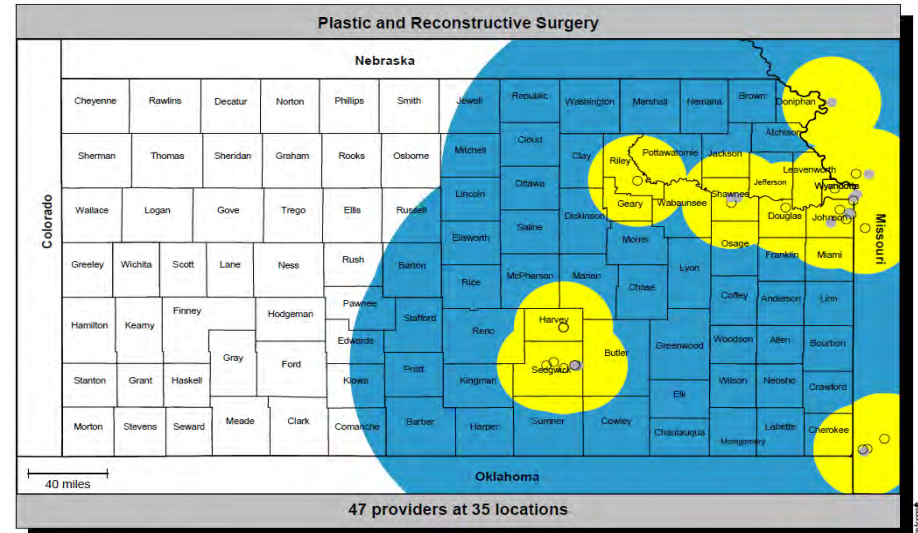 Plastic and Reconstructive Surgery
Nebraska
Cheyenne Rawlins Decatur Norton Phillips Smith Jewell Republic Washington Marshall Nemaha Brown Doniphan
Atchison
Sherman Thomas Sheridan Graham Rooks Osborne Mitchell Cloud Clay Riley Pottawatomie Jackson
Leavenworth
Jefferson
Wyandotte
Wallace Logan Gove Trego Ellis Russell Lincoln Ottawa Dickinson Geary Wabaunsee Shawnee Douglas Johnson
Colorado
Missouri
Ellsworth Saline Morris Osage
Greeley Wichita Scott Lane Ness Rush Barton Rice McPherson Marion Chase Lyon Franklin Miami
Hamilton Kearny Finney Hodgeman Pawnee Stafford Reno Harvey Coffey Anderson Linn
Edwards
Gray Ford Butler Greenwood Woodson Allen Bourbon
Stanton Grant Haskell Kiowa Pratt Kingman Sedgwick Elk Wilson Neosho Crawford
Morton Stevens Seward Meade Clark Comanche Barber Harper Sumner Cowley Chautauqua Montgomery Labette Cherokee
40 miles
Oklahoma
47 providers at 35 locations